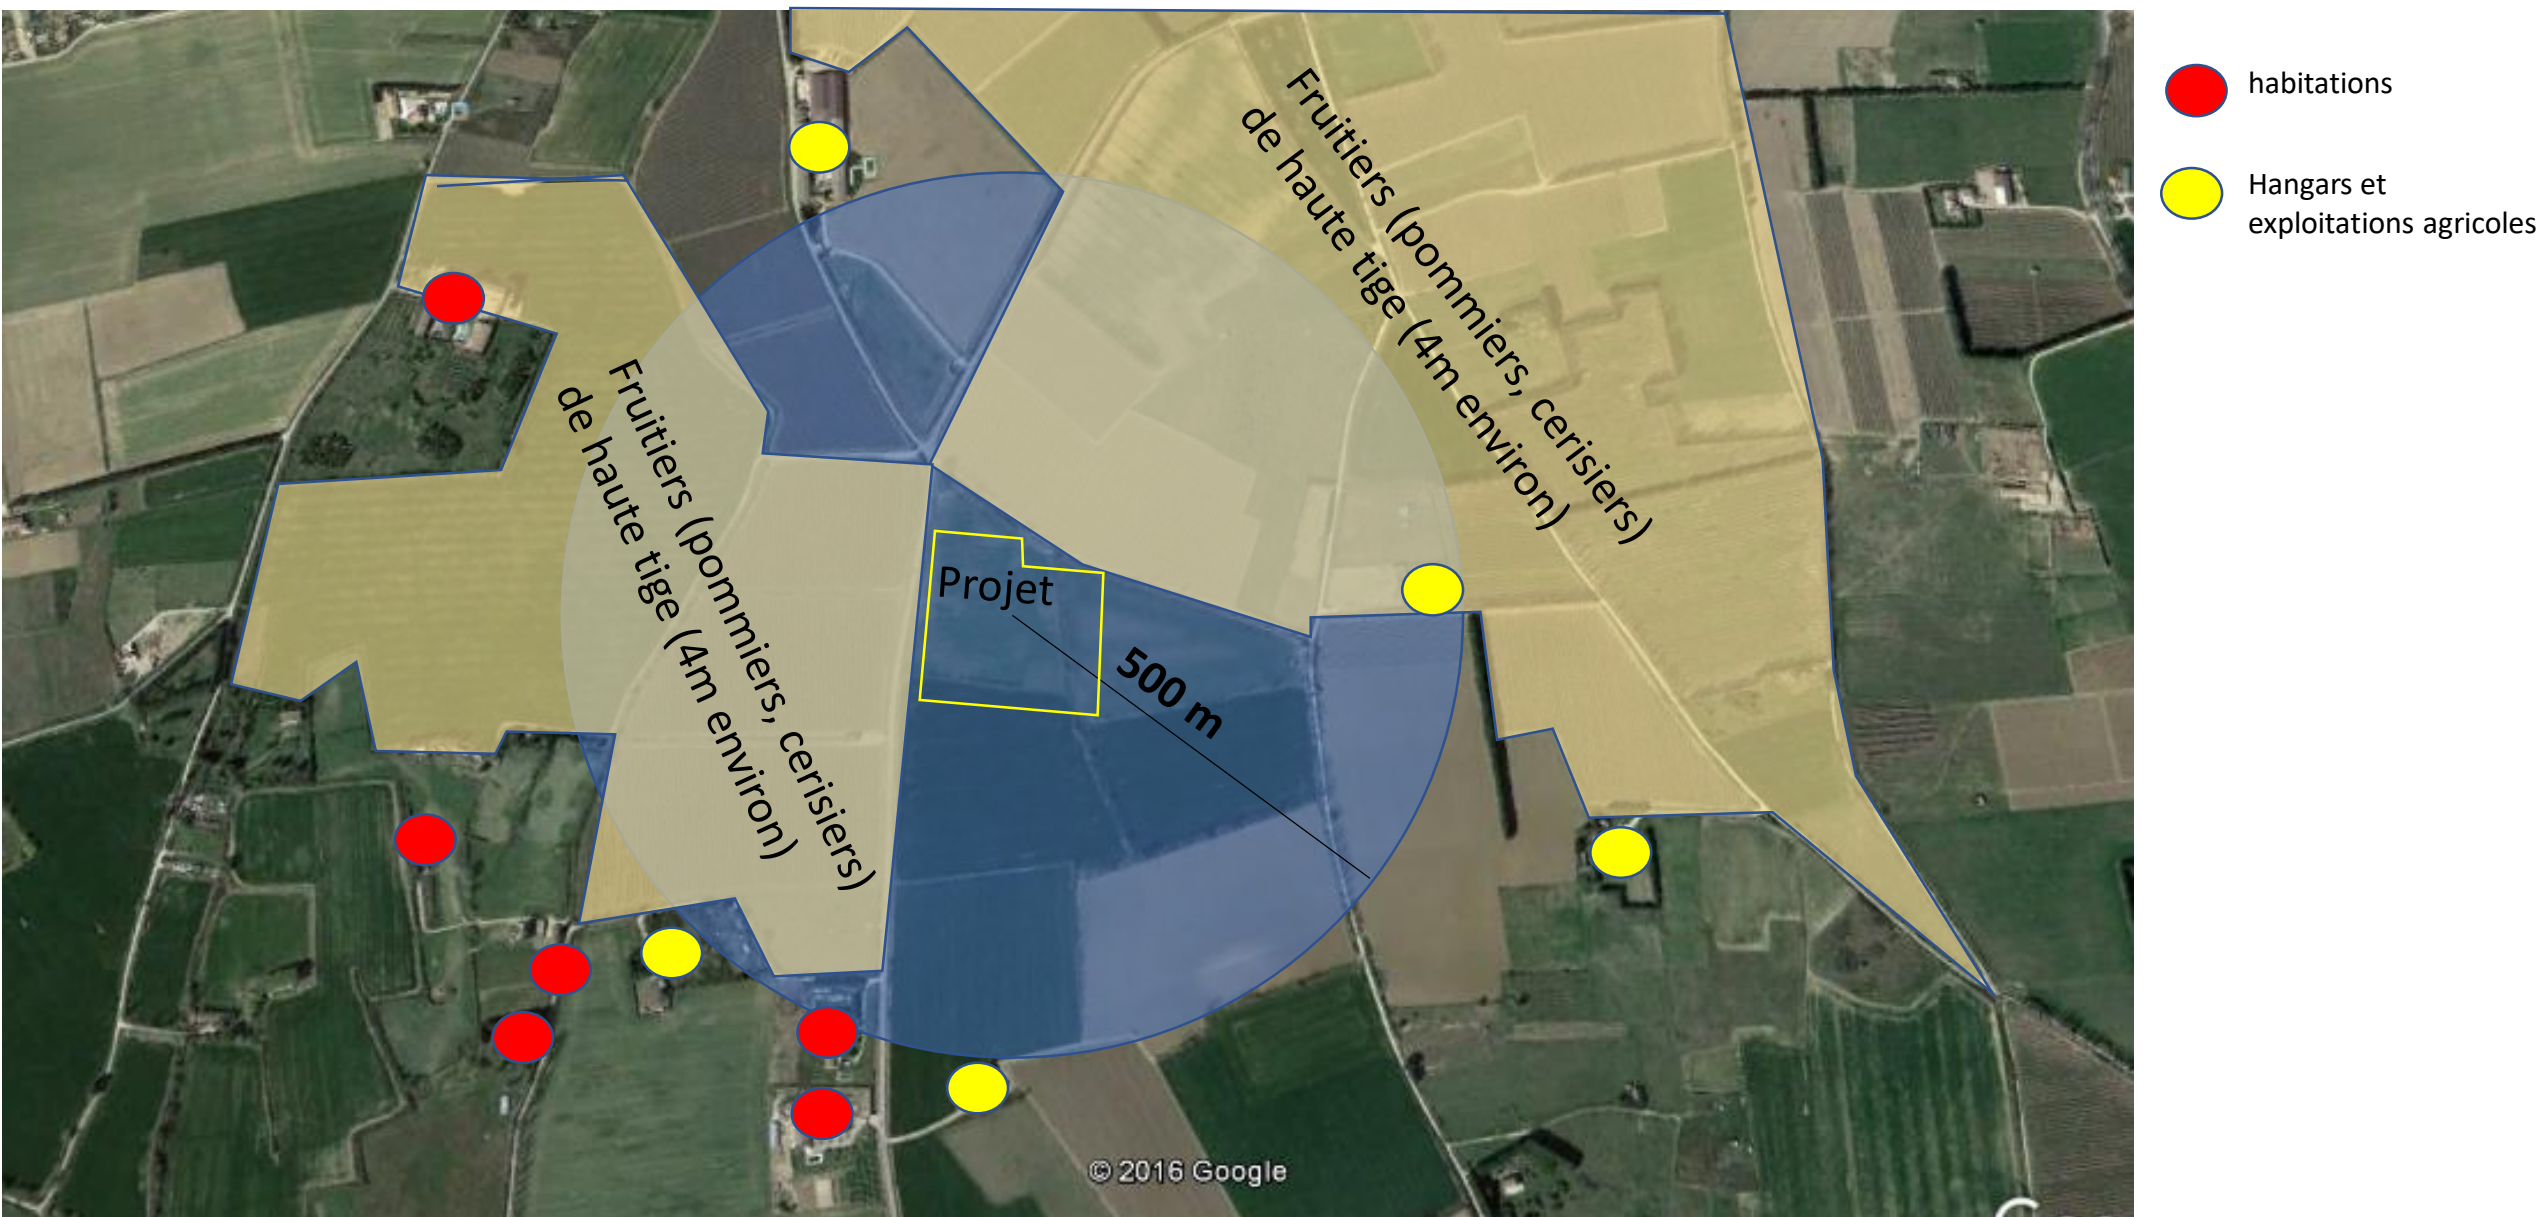 habitations
Hangars et
exploitations agricoles
Fruitiers (pommiers, cerisiers)
de haute tige (4m environ)
Fruitiers (pommiers, cerisiers)
de haute tige (4m environ)
Projet
500 m
© 2016 Google